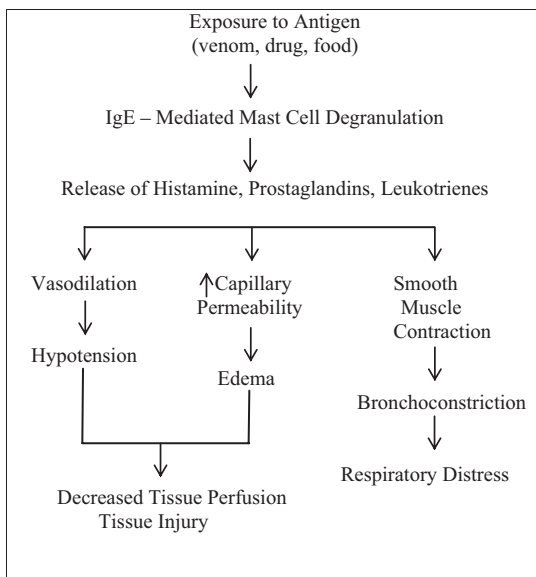 Exposure to Antigen
(venom, drug, food)
IgE – Mediated Mast Cell Degranulation
Release of Histamine, Prostaglandins, Leukotrienes
Vasodilation
↑Capillary
Permeability
Smooth
Muscle
Contraction
Hypotension
Edema
Bronchoconstriction
Respiratory Distress
Decreased Tissue Perfusion
Tissue Injury